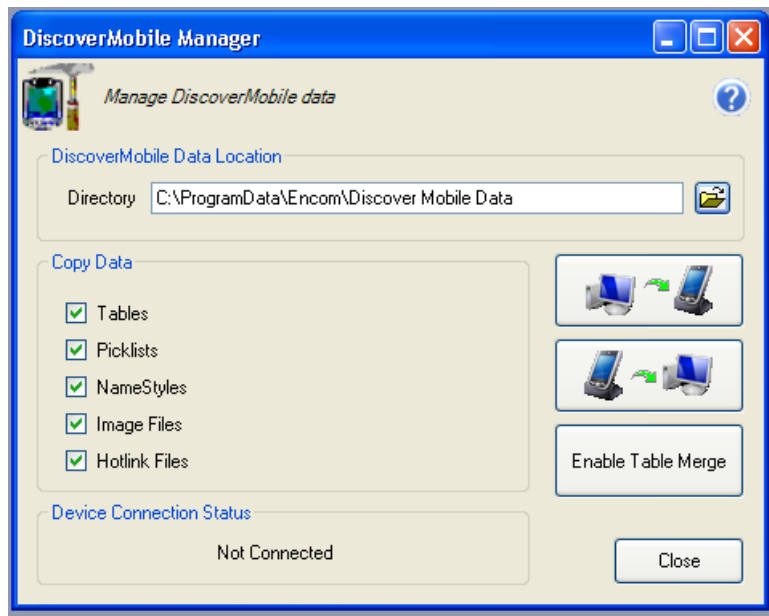 DiscoverMobile Manager
Manage DiscoverMobile data
DiscoverMobile Data Location
Directory C:\ProgramData\Encom\Discover Mobile Data
Copy Data
Tables
Picklists
NameStyles
Image Files
Hotlink Files
Enable Table Merge
Device Connection Status
Not Connected
Close